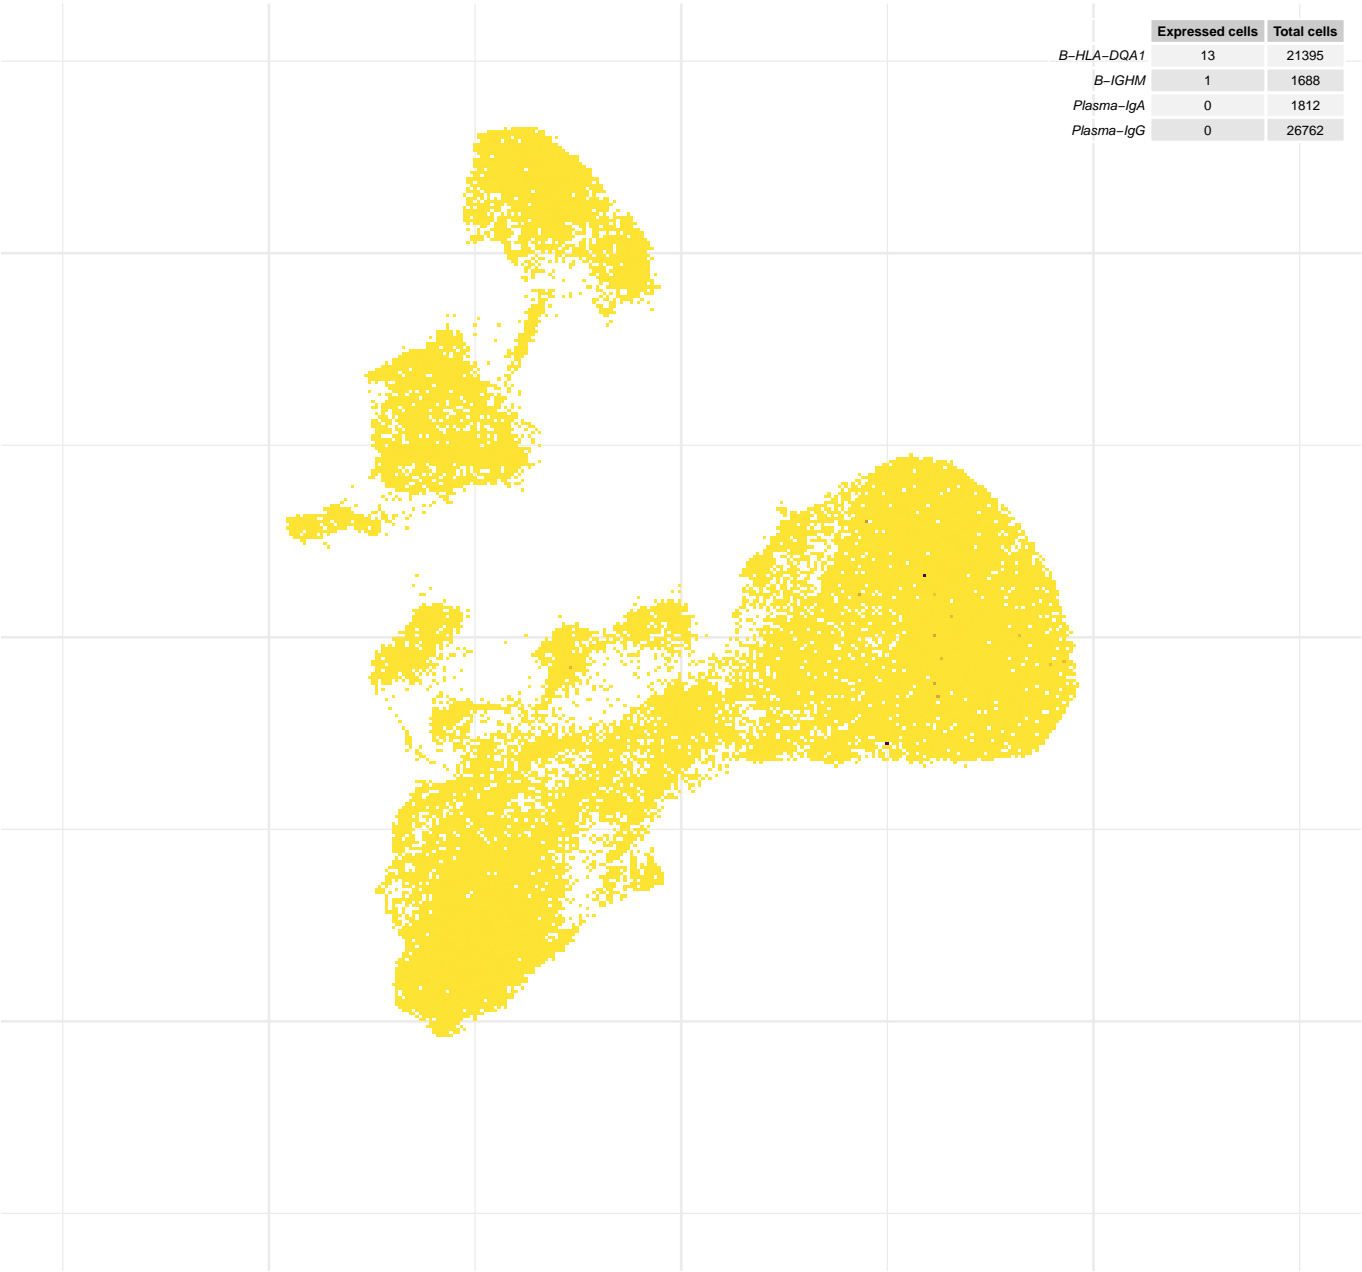 Expressed cells Total cells
B−HLA−DQA1 13 21395
B−IGHM 1 1688
Plasma−IgA 0 1812
Plasma−IgG 0 26762